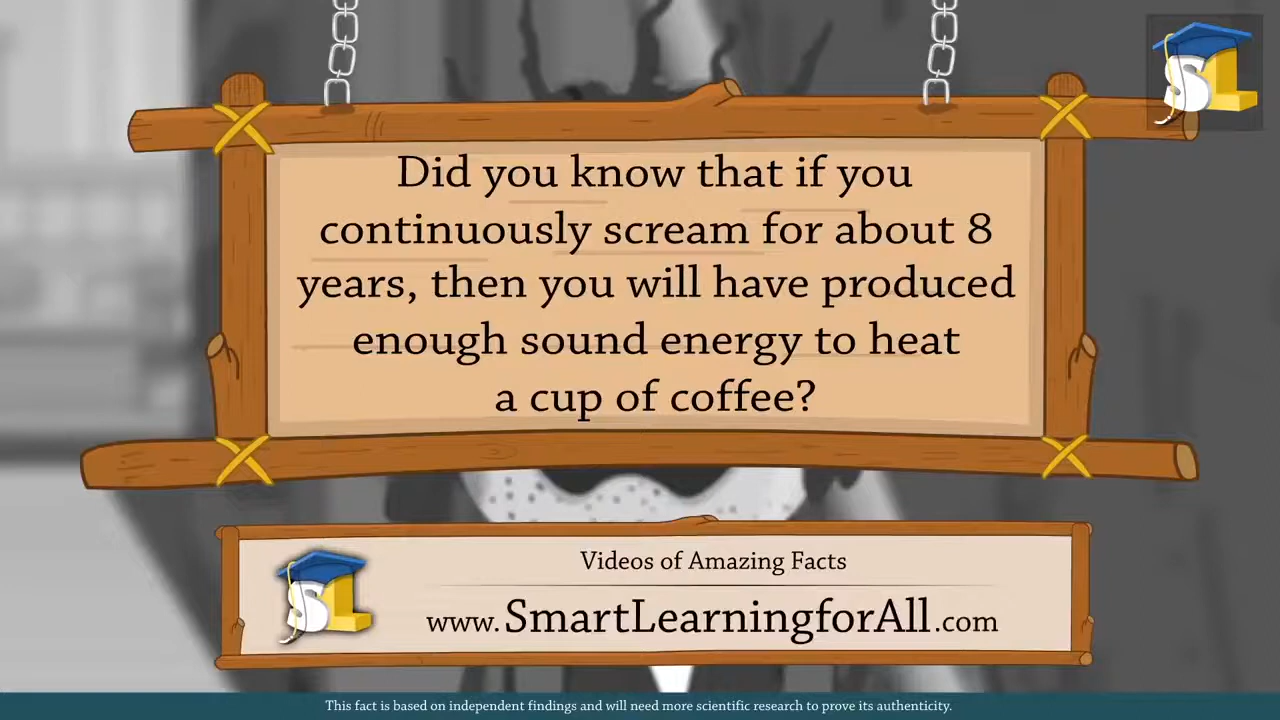 Did you know that if you
continuously scream for about 8
years, then you will have produced
enough sound energy to heat
a cup of coffee?
SL
SL
Videos of Amazing Facts
www.SmartLearningforAll.com
This fact is based on independent findings and will need more scientific research to prove its authenticity.